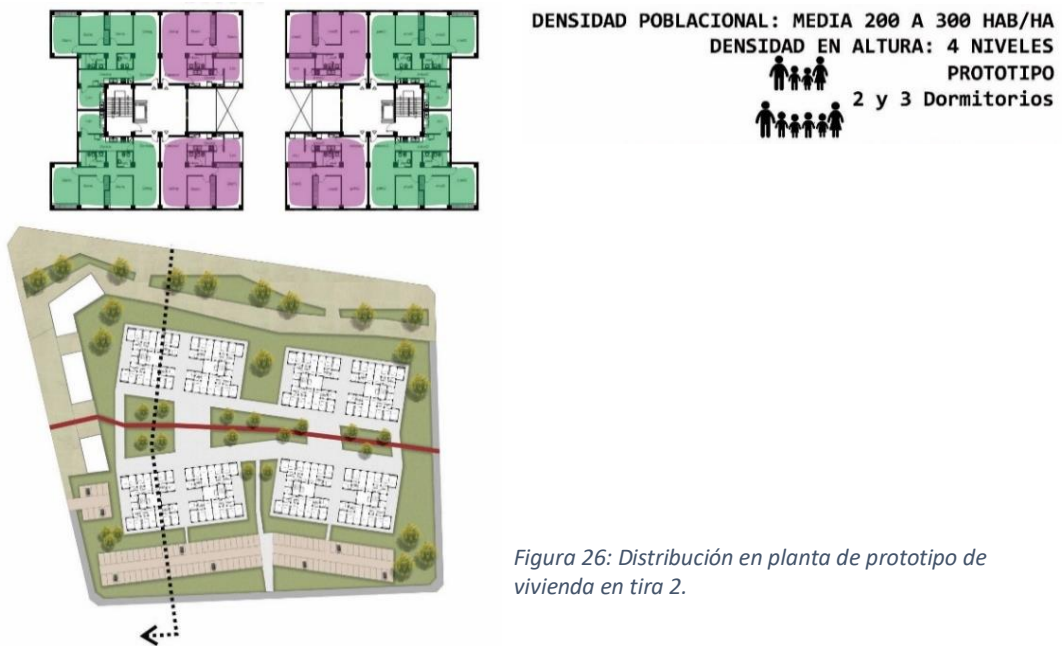 DENSIDAD POBLACIONAL: MEDIA 200 A 300 HAB/HA
DENSIDAD EN ALTURA: 4 NIVELES
PROTOTIPO
2 y 3 Dormitorios
Figura 26: Distribución en planta de prototipo de
vivienda en tira 2.